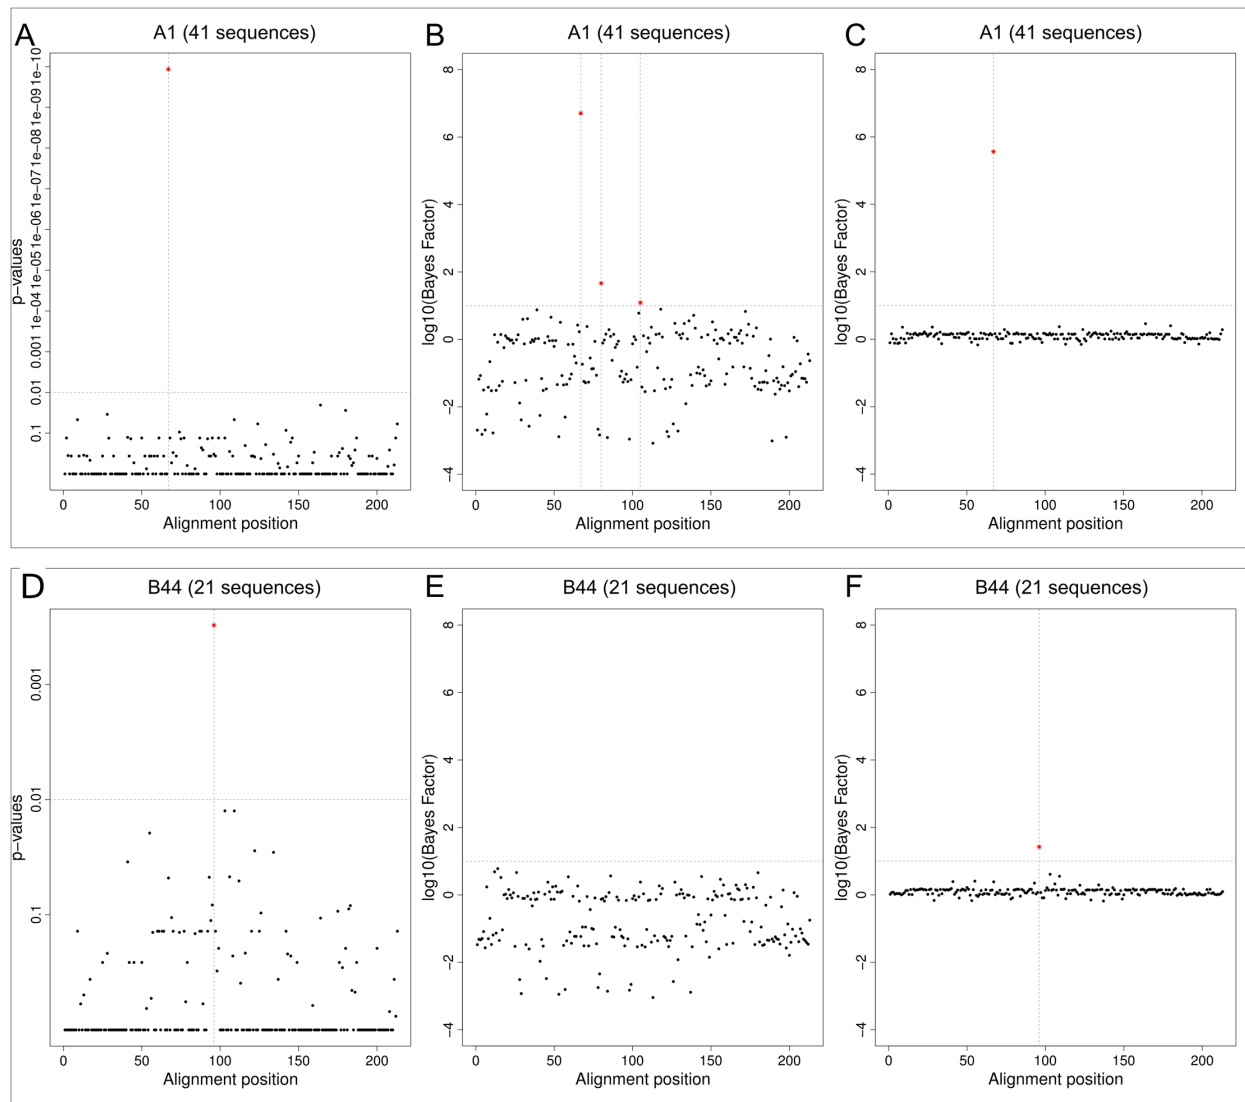 A
A1 (41 sequences)
p-values
1e-10
1e-09
1e-08
1e-07
1e-06
1e-05
1e-04
0.001
0.01
0.1
0 50 100 150 200
Alignment position
B
A1 (41 sequences)
log10(Bayes Factor)
8
6
4
2
0
−2
−4
0 50 100 150 200
Alignment position
C
A1 (41 sequences)
log10(Bayes Factor)
8
6
4
2
0
−2
−4
0 50 100 150 200
Alignment position
D
B44 (21 sequences)
p-values
0.001
0.01
0.1
0 50 100 150 200
Alignment position
E
B44 (21 sequences)
log10(Bayes Factor)
8
6
4
2
0
−2
−4
0 50 100 150 200
Alignment position
F
B44 (21 sequences)
log10(Bayes Factor)
8
6
4
2
0
−2
−4
0 50 100 150 200
Alignment position